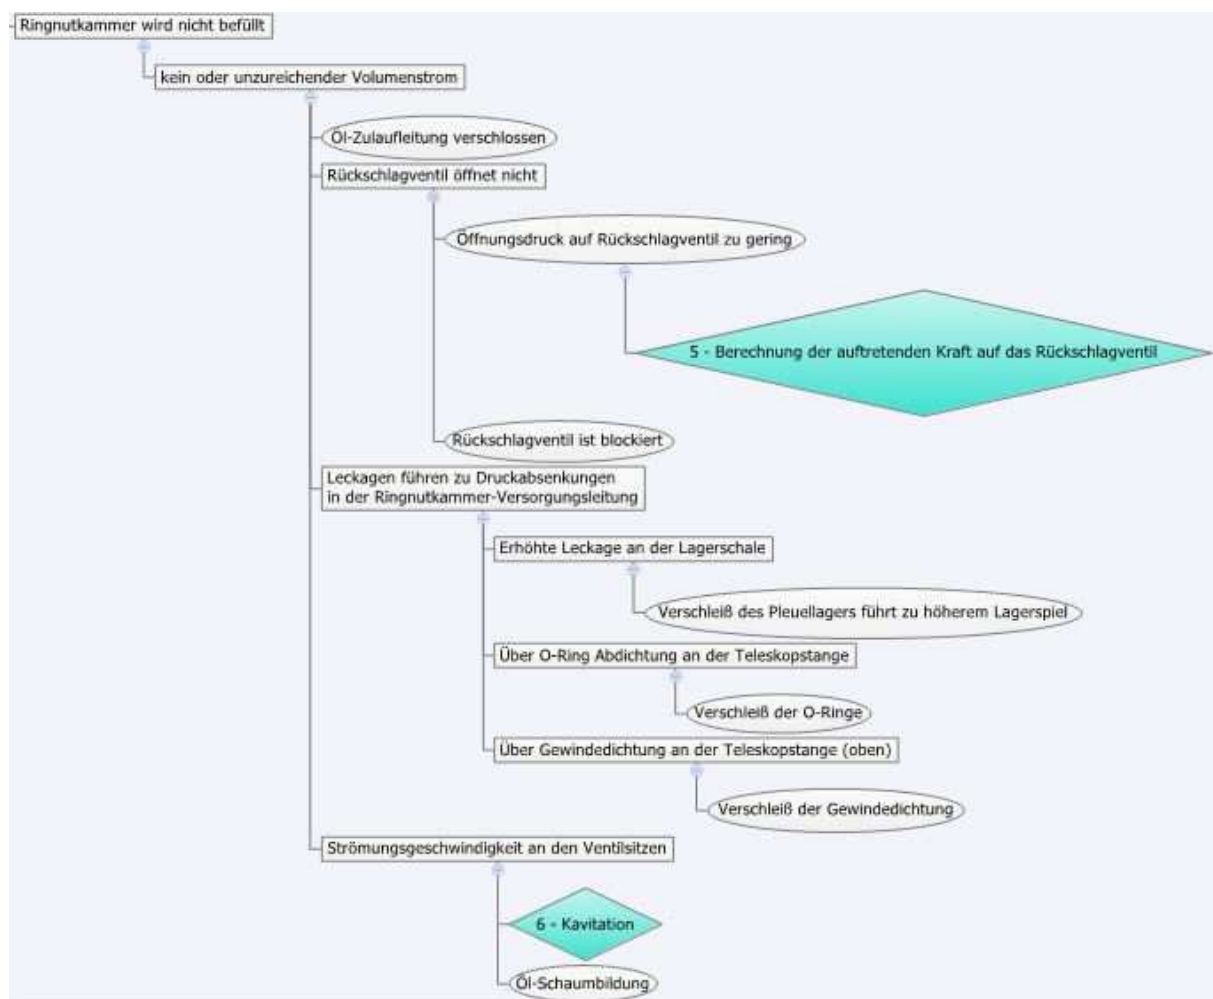 Ringnutkammer wird nicht befüllt
kein oder unzureichender Volumenstrom
Öl-Zulaufleitung verschlossen
Rückschlagventil öffnet nicht
Öffnungsdruck auf Rückschlagventil zu gering
5 - Berechnung der auftretenden Kraft auf das Rückschlagventil
Rückschlagventil ist blockiert
Leckagen führen zu Druckabsenkungen
in der Ringnutkammer-Versorgungsleitung
Erhöhte Leckage an der Lagerschale
Verschleiß des Pleuellagers führt zu höherem Lagerspiel
Über O-Ring Abdichtung an der Teleskopstange
Verschleiß der O-Ringe
Über Gewindedichtung an der Teleskopstange (oben)
Verschleiß der Gewindedichtung
Strömungsgeschwindigkeit an den Ventilsitzen
6 - Kavitation
Öl-Schaumbildung